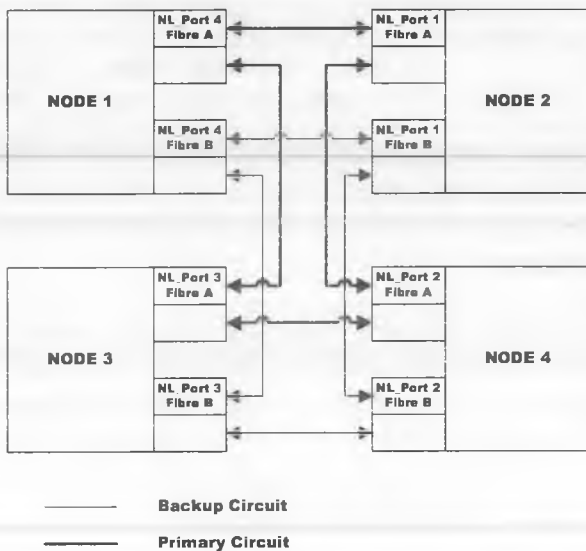 NL_Port 4
Fibre A
NL_Port 1
Fibre A
NODE 1
NODE 2
NL_Port 4
Fibre B
NL_Port 1
Fibre B
NL_Port 3
Fibre A
NL_Port 2
Fibre A
NODE 3
NODE 4
NL_Port 3
Fibre B
NL_Port 2
Fibre B
Backup Circuit
Primary Circuit